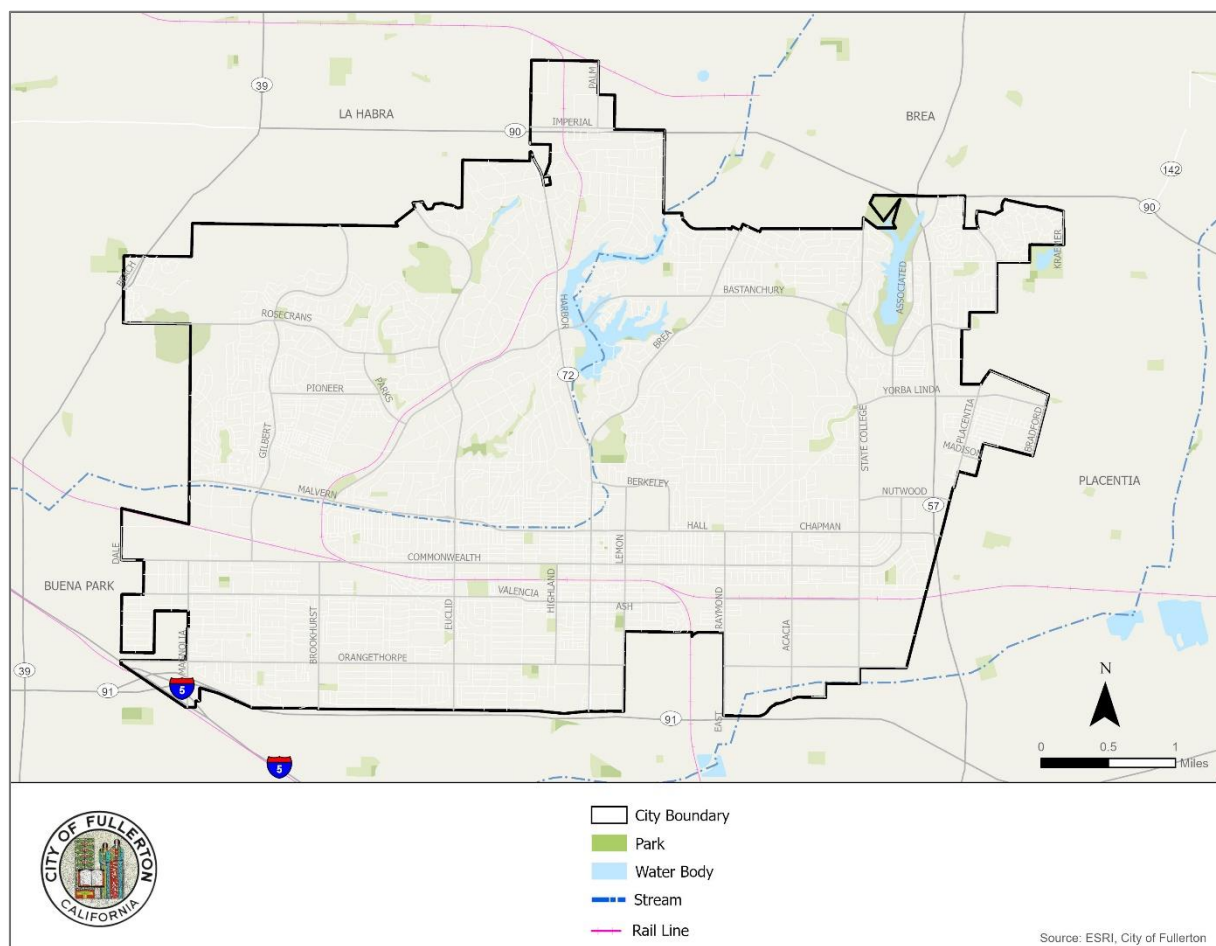 39
LA HABRA
PALM
IMPERIAL
90
BREA
142
90
BEACH
KRAEMER
ASSOCIATED
BASTANCHURY
HARBOR
ROSECRANS
BREA
72
PIONEER
PARKS
YORBA LINDA
GILBERT
STATE COLLEGE
PLACENTIA
BRADFORD
MADISON
MALVERN
BERKELEY
NUTWOOD
PLACENTIA
57
HALL
CHAPMAN
DALE
COMMONWEALTH
LEMON
BUENA PARK
VALENCIA
HIGHLAND
ASH
RAYMOND
EUCLID
BROOKHURST
MAGNOLIA
ACACIA
ORANGETHORPE
39
91
5
91
EAST
5
N
0 0.5 1
Miles
CITY OF FULLERTON
CALIFORNIA
City Boundary
Park
Water Body
Stream
Rail Line
Source: ESRI, City of Fullerton